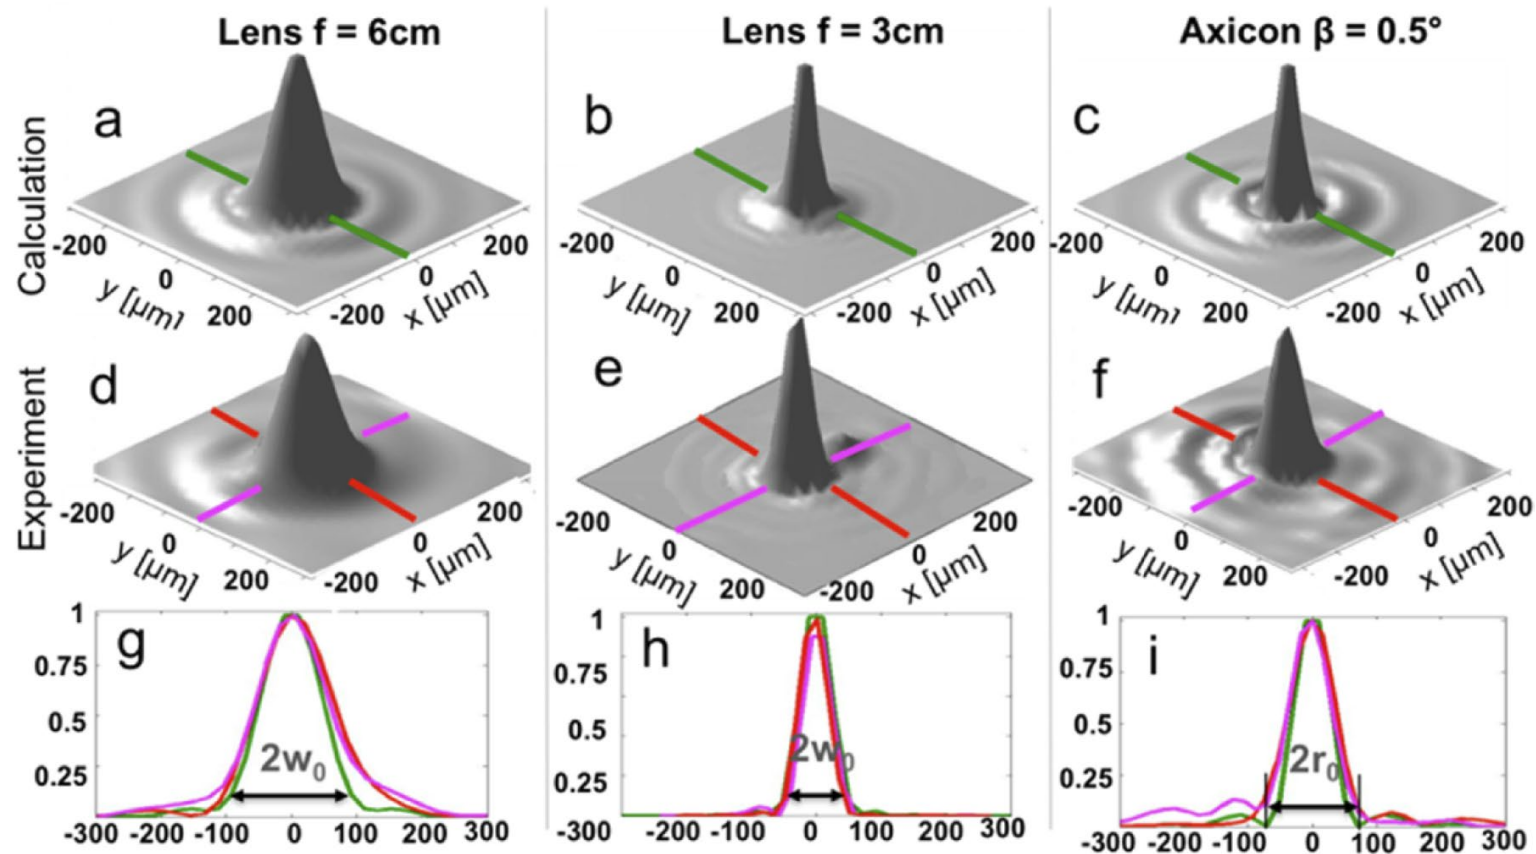 Lens f = 6cm
Lens f = 3cm
Axicon β = 0.5°
Calculation
a
-200
0
200
y [µm]
-200
0
200
x [µm]
b
-200
0
200
y [µm]
-200
0
200
x [µm]
c
-200
0
200
y [µm]
-200
0
200
x [µm]
Experiment
d
-200
0
200
y [µm]
-200
0
200
x [µm]
e
-200
0
200
y [µm]
-200
0
200
x [µm]
f
-200
0
200
y [µm]
-200
0
200
x [µm]
g
1
0.75
0.5
0.25
2w₀
-300 -200 -100 0 100 200 300
h
1
0.75
0.5
0.25
2w₀
-300 -200 -100 0 100 200 300
i
1
0.75
0.5
0.25
2r₀
-300 -200 -100 0 100 200 300